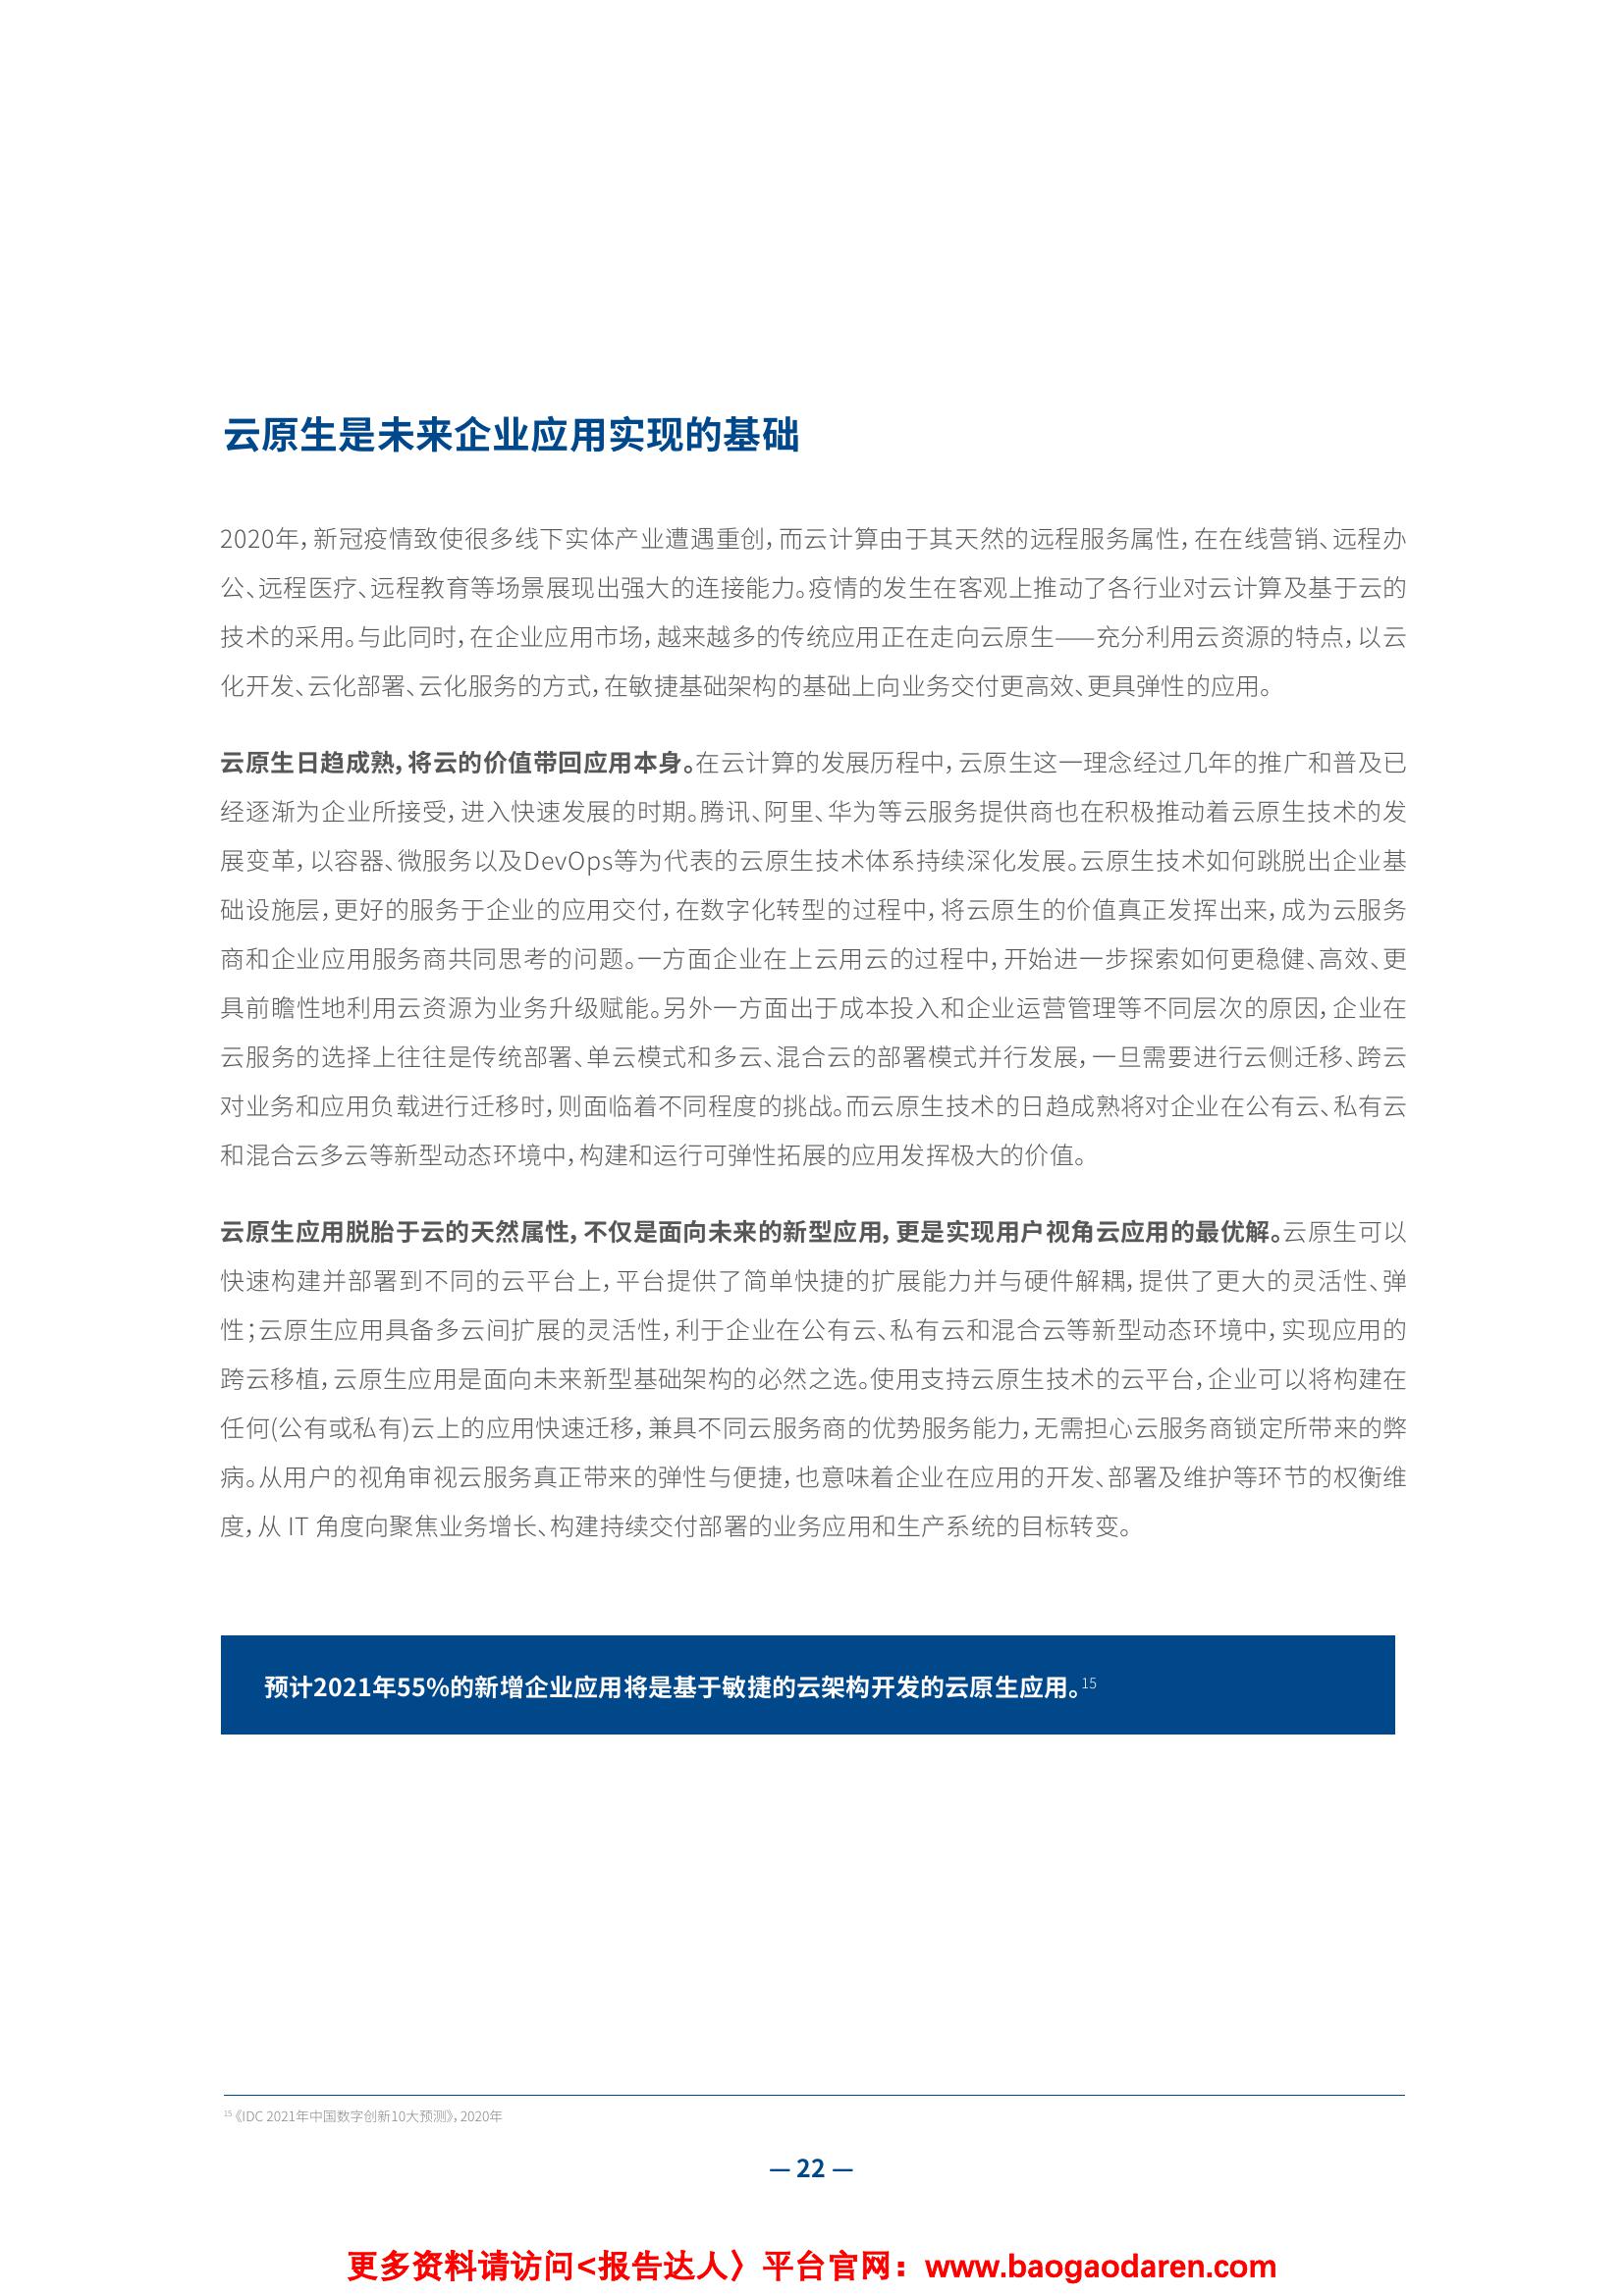 云原生是未来企业应用实现的基础
2020年，新冠疫情致使很多线下实体产业遭遇重创，而云计算由于其天然的远程服务属性，在在线营销、远程办
公、远程医疗、远程教育等场景展现出强大的连接能力。疫情的发生在客观上推动了各行业对云计算及基于云的
技术的采用。与此同时，在企业应用市场，越来越多的传统应用正在走向云原生——充分利用云资源的特点，以云
化开发、云化部署、云化服务的方式，在敏捷基础架构的基础上向业务交付更高效、更具弹性的应用。
云原生日趋成熟，将云的价值带回应用本身。在云计算的发展历程中，云原生这一理念经过几年的推广和普及已
经逐渐为企业所接受，进入快速发展的时期。腾讯、阿里、华为等云服务提供商也在积极推动着云原生技术的发
展变革，以容器、微服务以及DevOps等为代表的云原生技术体系持续深化发展。云原生技术如何跳脱出企业基
础设施层，更好的服务于企业的应用交付，在数字化转型的过程中，将云原生的价值真正发挥出来，成为云服务
商和企业应用服务商共同思考的问题。一方面企业在上云用云的过程中，开始进一步探索如何更稳健、高效、更
具前瞻性地利用云资源为业务升级赋能。另外一方面出于成本投入和企业运营管理等不同层次的原因，企业在
云服务的选择上往往是传统部署、单云模式和多云、混合云的部署模式并行发展，一旦需要进行云侧迁移、跨云
对业务和应用负载进行迁移时，则面临着不同程度的挑战。而云原生技术的日趋成熟将对企业在公有云、私有云
和混合云多云等新型动态环境中，构建和运行可弹性拓展的应用发挥极大的价值。
云原生应用脱胎于云的天然属性，不仅是面向未来的新型应用，更是实现用户视角云应用的最优解。云原生可以
快速构建并部署到不同的云平台上，平台提供了简单快捷的扩展能力并与硬件解耦，提供了更大的灵活性、弹
性；云原生应用具备多云间扩展的灵活性，利于企业在公有云、私有云和混合云等新型动态环境中，实现应用的
跨云移植，云原生应用是面向未来新型基础架构的必然之选。使用支持云原生技术的云平台，企业可以将构建在
任何(公有或私有)云上的应用快速迁移，兼具不同云服务商的优势服务能力，无需担心云服务商锁定所带来的弊
病。从用户的视角审视云服务真正带来的弹性与便捷，也意味着企业在应用的开发、部署及维护等环节的权衡维
度，从 IT 角度向聚焦业务增长、构建持续交付部署的业务应用和生产系统的目标转变。
预计2021年55%的新增企业应用将是基于敏捷的云架构开发的云原生应用。15
15《IDC 2021年中国数字创新10大预测》，2020年
— 22 —
更多资料请访问<报告达人〉平台官网：www.baogaodaren.com